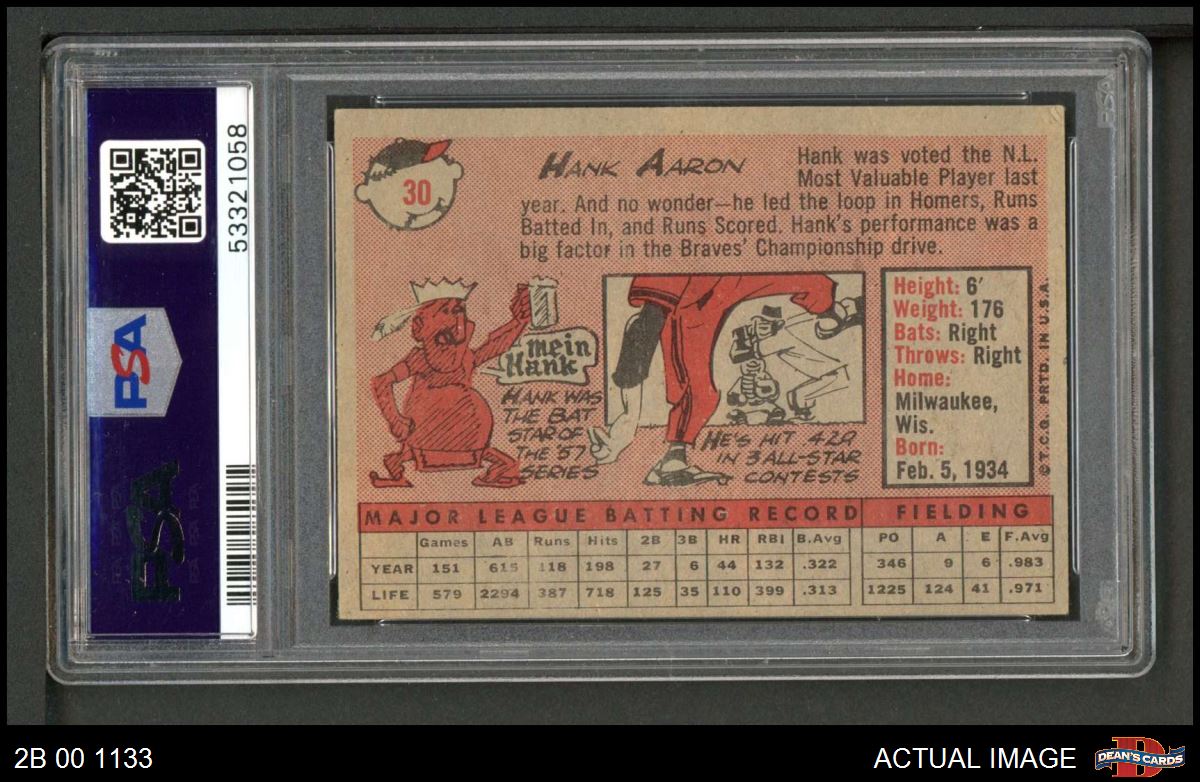 53321058
PSA
PSA
30
HANK AARON
Hank was voted the N.L.
Most Valuable Player last
year. And no wonder—he led the loop in Homers, Runs
Batted In, and Runs Scored. Hank's performance was a
big factor in the Braves' Championship drive.
mein
Hank
HANK WAS
THE BAT
STAR OF
THE '57
SERIES
HE'S HIT .420
IN 3 ALL-STAR
CONTESTS
Height: 6'
Weight: 176
Bats: Right
Throws: Right
Home:
Milwaukee,
Wis.
Born:
Feb. 5, 1934
©T.C.G. PRTD. IN U.S.A.
MAJOR LEAGUE BATTING RECORD FIELDING
Games AB Runs Hits 2B 3B HR RBI B.Avg PO A E F.Avg
YEAR 151 615 118 198 27 6 44 132 .322 346 9 6 .983
LIFE 579 2294 387 718 125 35 110 399 .313 1225 124 41 .971
2B 00 1133
ACTUAL IMAGE
DEAN'S CARDS